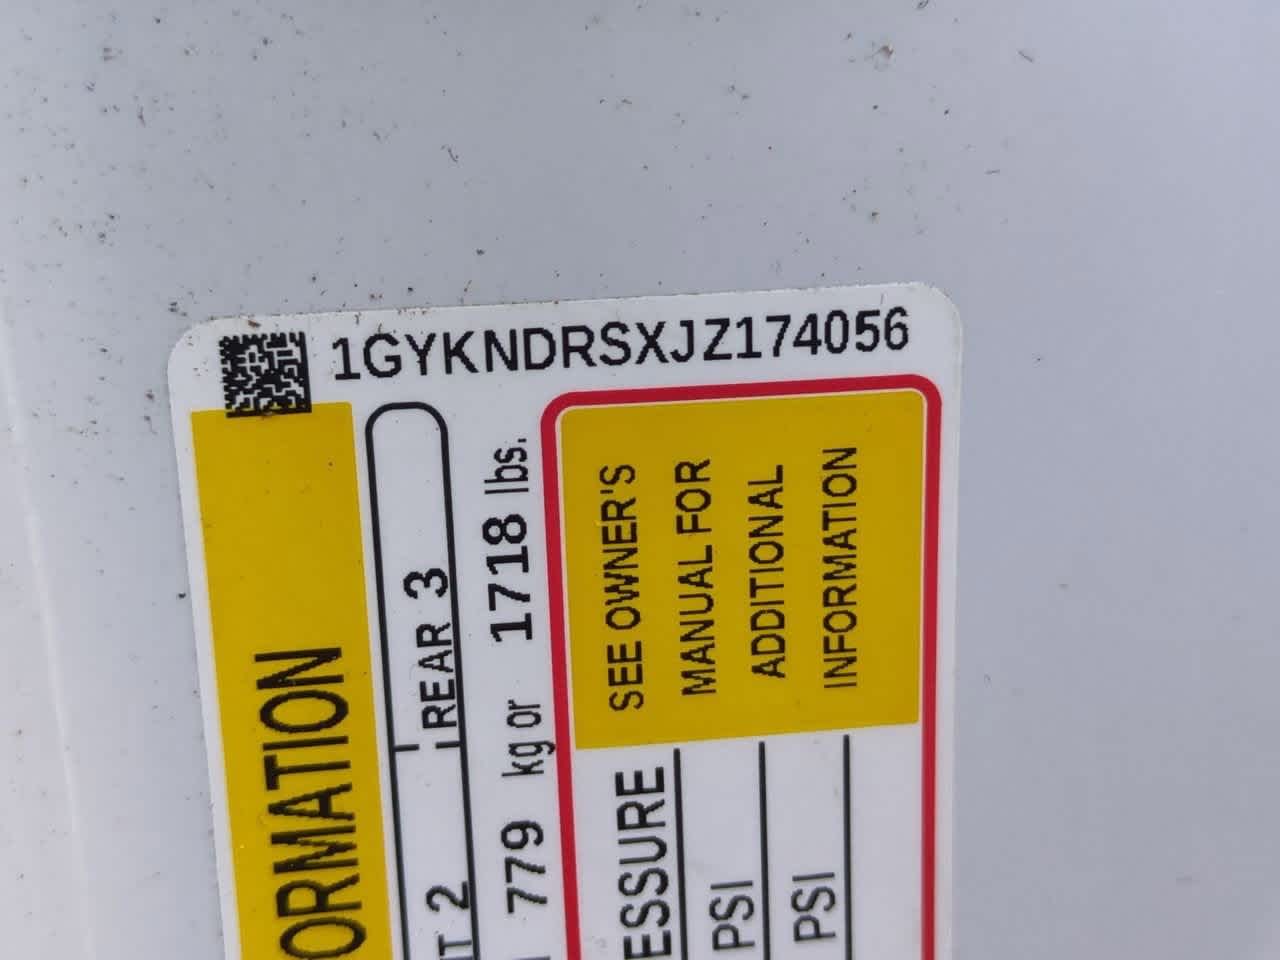 1GYKNDRSXJZ174056
ORMATION
T 2 REAR 3
779 kg or 1718 lbs.
SEE OWNER'S
MANUAL FOR
ADDITIONAL
INFORMATION
ESSURE
PSI
PSI